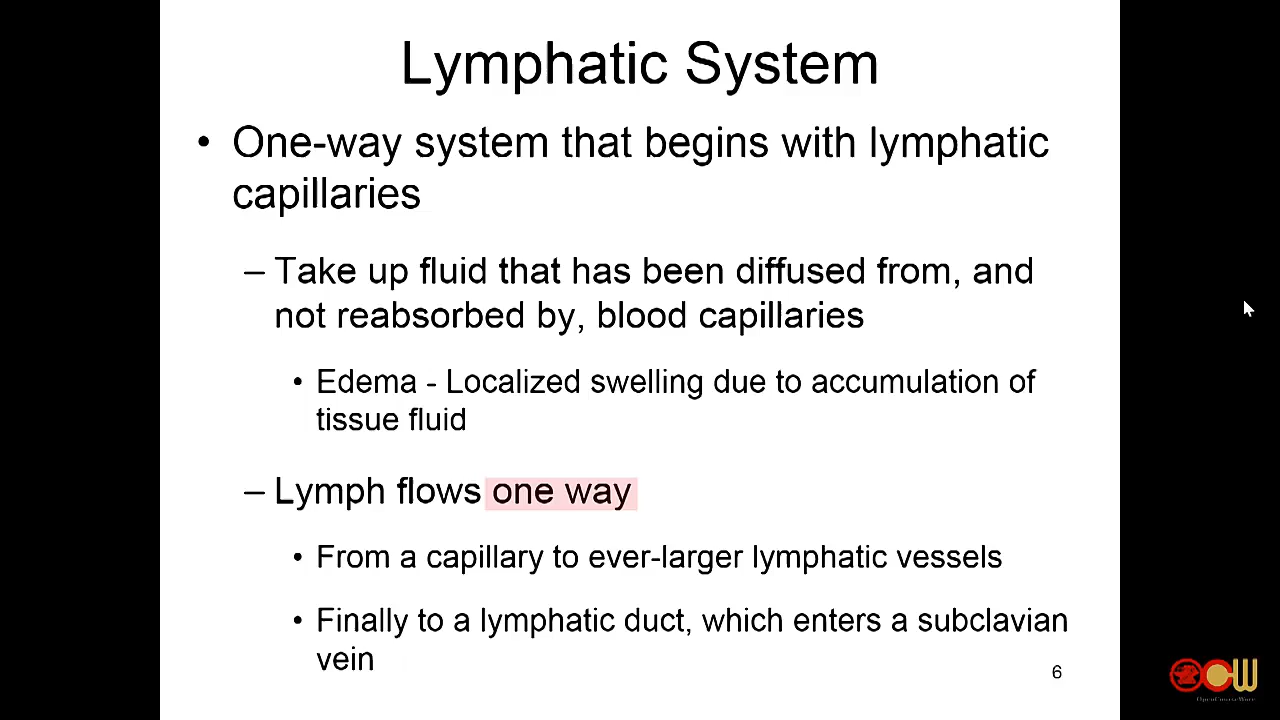 Lymphatic System
• One-way system that begins with lymphatic
capillaries
– Take up fluid that has been diffused from, and
not reabsorbed by, blood capillaries
• Edema - Localized swelling due to accumulation of
tissue fluid
– Lymph flows one way
• From a capillary to ever-larger lymphatic vessels
• Finally to a lymphatic duct, which enters a subclavian
vein
6
OCW
OpenCourseWare